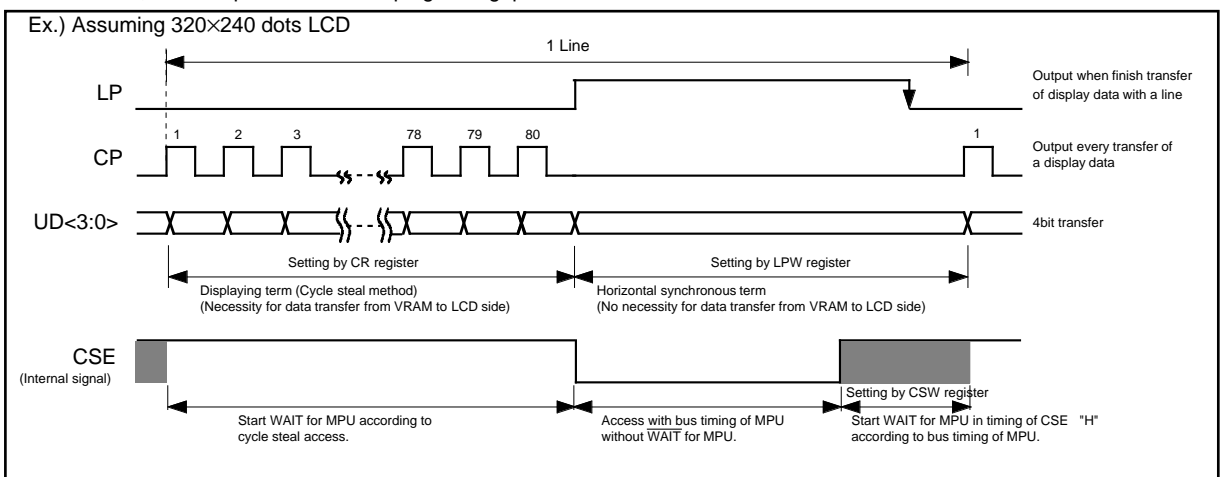 Ex.) Assuming 320×240 dots LCD
1 Line
LP
Output when finish transfer
of display data with a line
CP
1 2 3 78 79 80 1
Output every transfer of
a display data
UD<3:0>
4bit transfer
Setting by CR register
Setting by LPW register
Displaying term (Cycle steal method)
(Necessity for data transfer from VRAM to LCD side)
Horizontal synchronous term
(No necessity for data transfer from VRAM to LCD side)
CSE
(Internal signal)
Setting by CSW register
Start WAIT for MPU according to
cycle steal access.
Access with bus timing of MPU
without WAIT for MPU.
Start WAIT for MPU in timing of CSE "H"
according to bus timing of MPU.